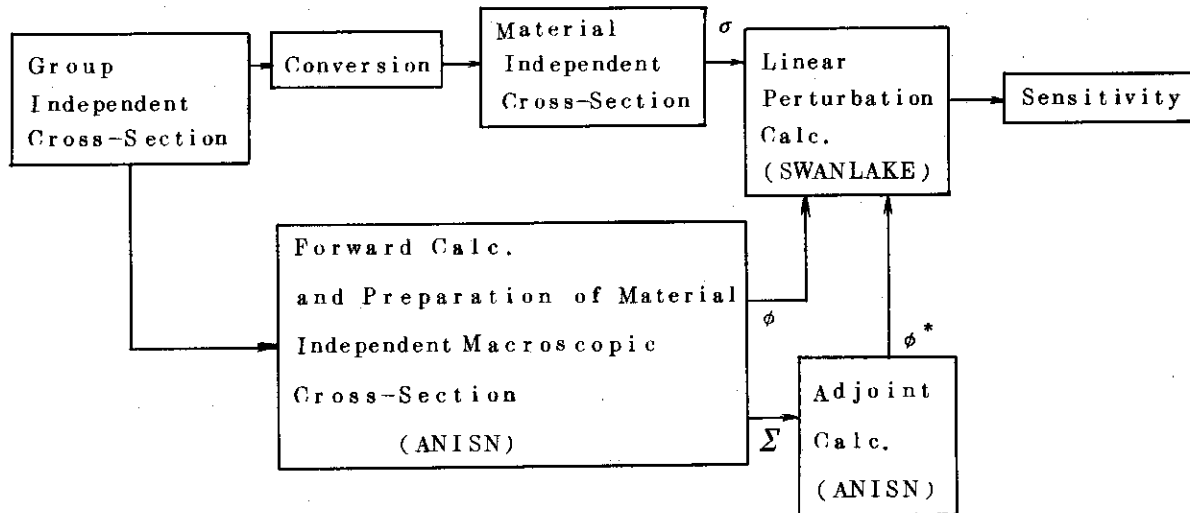 Group
Independent
Cross-Section
Conversion
Material
Independent
Cross-Section
σ
Linear
Perturbation
Calc.
(SWANLAKE)
Sensitivity
Forward Calc.
and Preparation of Material
Independent Macroscopic
Cross-Section
(ANISN)
ϕ
Σ
ϕ*
Adjoint
Calc.
(ANISN)